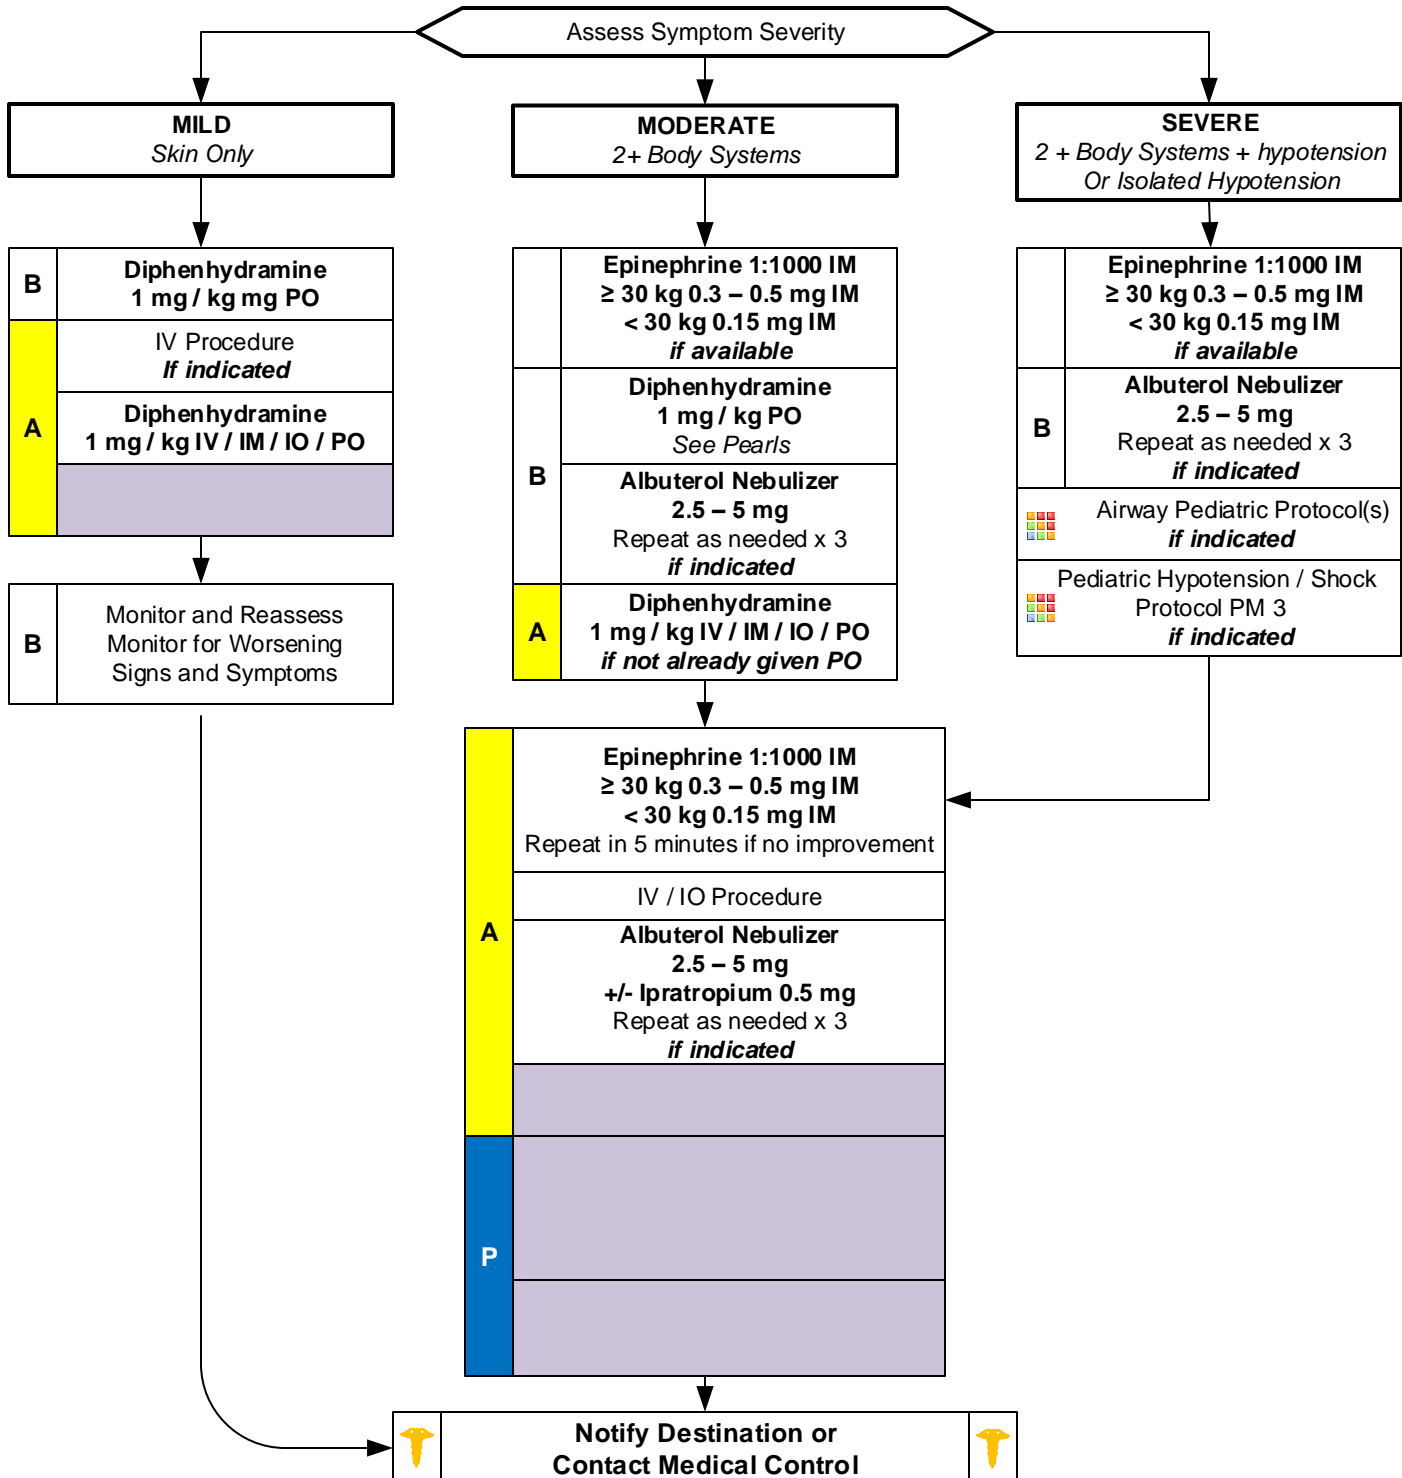 Assess Symptom Severity
MILD
Skin Only
B
Diphenhydramine
1 mg / kg mg PO
A
IV Procedure
If indicated
Diphenhydramine
1 mg / kg IV / IM / IO / PO
B
Monitor and Reassess
Monitor for Worsening
Signs and Symptoms
MODERATE
2+ Body Systems
Epinephrine 1:1000 IM
≥ 30 kg 0.3 – 0.5 mg IM
< 30 kg 0.15 mg IM
if available
B
Diphenhydramine
1 mg / kg PO
See Pearls
Albuterol Nebulizer
2.5 – 5 mg
Repeat as needed x 3
if indicated
A
Diphenhydramine
1 mg / kg IV / IM / IO / PO
if not already given PO
SEVERE
2 + Body Systems + hypotension
Or Isolated Hypotension
Epinephrine 1:1000 IM
≥ 30 kg 0.3 – 0.5 mg IM
< 30 kg 0.15 mg IM
if available
B
Albuterol Nebulizer
2.5 – 5 mg
Repeat as needed x 3
if indicated
Airway Pediatric Protocol(s)
if indicated
Pediatric Hypotension / Shock
Protocol PM 3
if indicated
A
Epinephrine 1:1000 IM
≥ 30 kg 0.3 – 0.5 mg IM
< 30 kg 0.15 mg IM
Repeat in 5 minutes if no improvement
IV / IO Procedure
Albuterol Nebulizer
2.5 – 5 mg
+/- Ipratropium 0.5 mg
Repeat as needed x 3
if indicated
P
Notify Destination or
Contact Medical Control